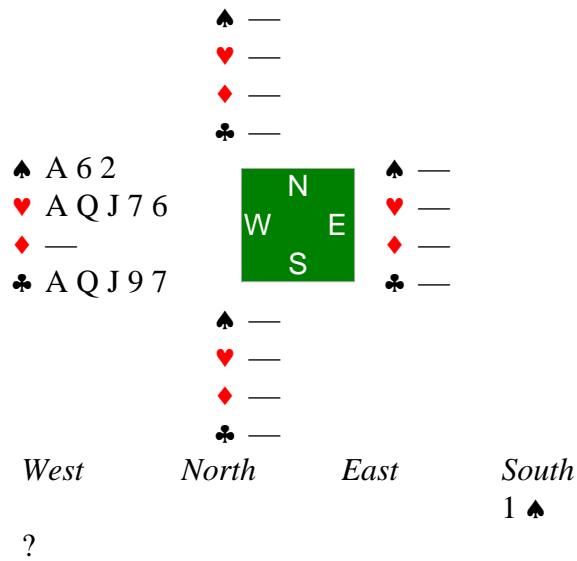 ♠ —
♥ —
♦ —
♣ —
♠ A 6 2
♥ A Q J 7 6
♦ —
♣ A Q J 9 7
N
W E
S
♠ —
♥ —
♦ —
♣ —
♠ —
♥ —
♦ —
♣ —
West North East South
1 ♠
?